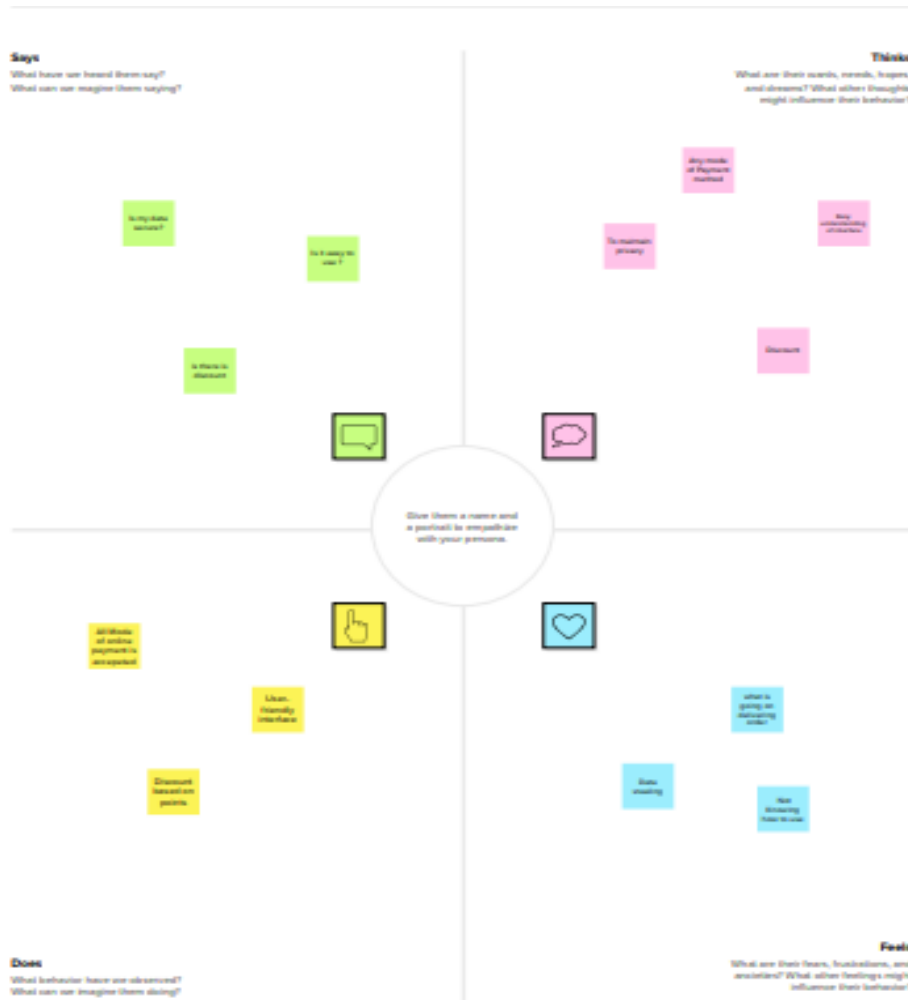 Says
What have we heard them say?
What can we imagine them saying?
Thinks
What are their wants, needs, hopes,
and dreams? What other thoughts
might influence their behavior?
Any mode
of Payment
method
Is my data
secure?
Easy
understanding
of interface
To maintain
privacy
Is it easy to
use ?
Discount
Is there is
discount
Give them a name and
a portrait to empathize
with your persona.
All Mode
of online
payment is
User-
friendly
interface
what is
going on
delivering
order
Discount
based on
points
Data
stealing
Not
Knowing
how to use
Feels
Does
What are their fears, frustrations, and
anxieties? What other feelings might
influence their behavior?
What behavior have we observed?
What can we imagine them doing?